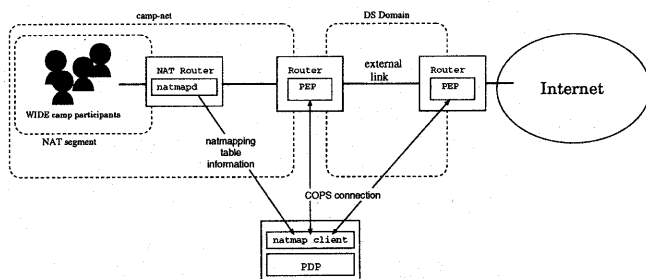 camp-net
DS Domain
NAT Router
natmapd
Router
PEP
external
link
Router
PEP
Internet
WIDE camp participants
NAT segment
natmapping
table
information
COPS connection
natmap client
PDP